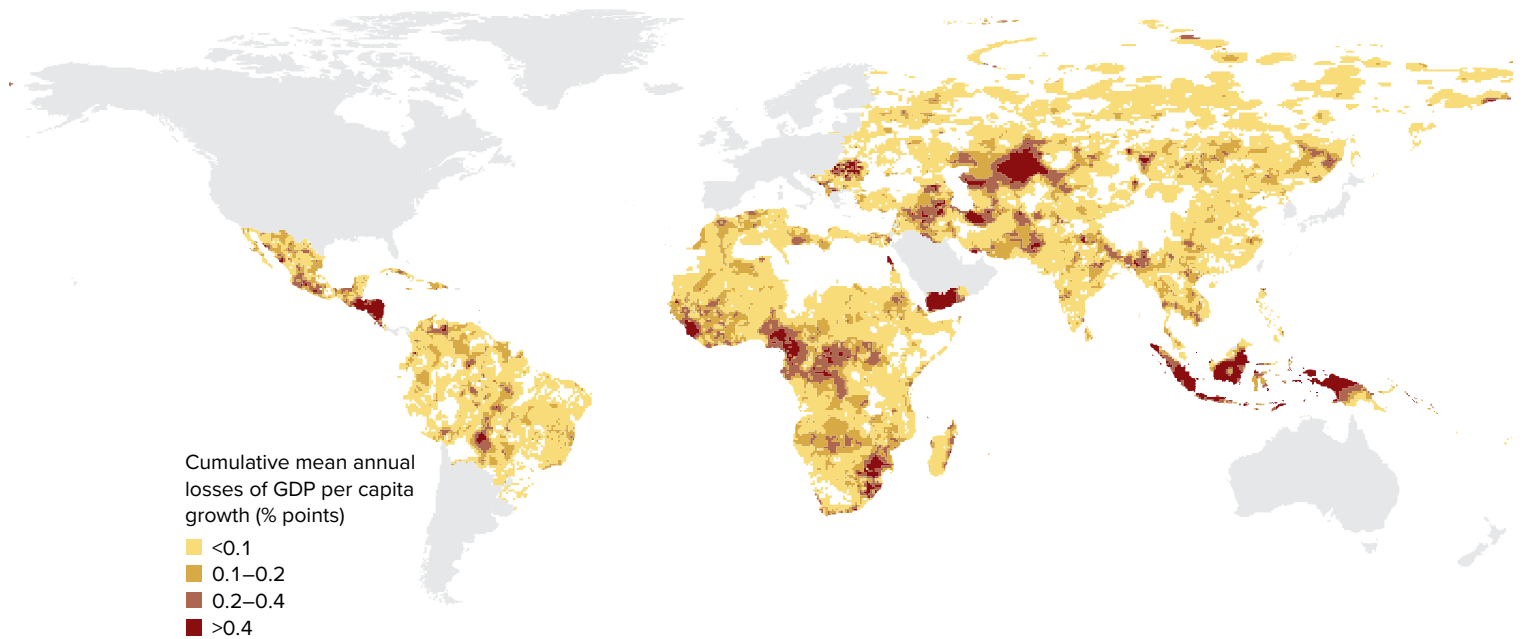 Cumulative mean annual
losses of GDP per capita
growth (% points)
<0.1
0.1–0.2
0.2–0.4
>0.4